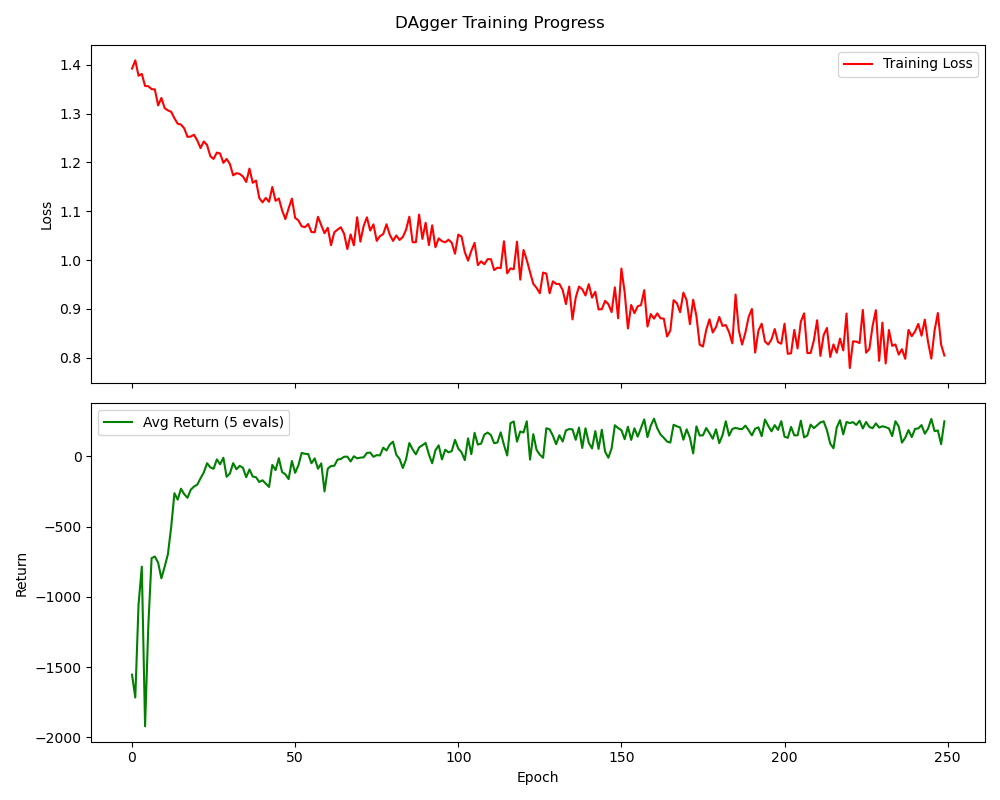 DAgger Training Progress
Training Loss
Loss
1.4
1.3
1.2
1.1
1.0
0.9
0.8
Avg Return (5 evals)
Return
0
−500
−1000
−1500
−2000
0 50 100 150 200 250
Epoch